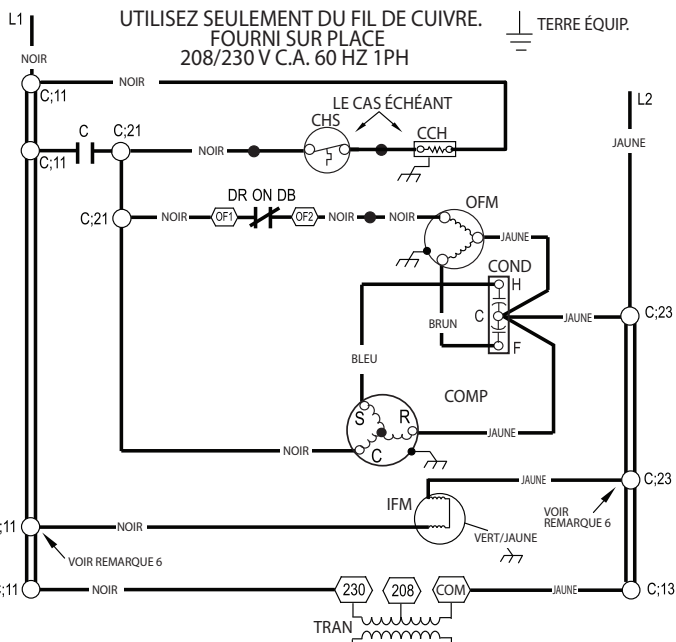 L1
UTILISEZ SEULEMENT DU FIL DE CUIVRE.
FOURNI SUR PLACE
208/230 V C.A. 60 HZ 1PH
TERRE ÉQUIP.
NOIR
NOIR
C;11
LE CAS ÉCHÉANT
L2
CHS
CCH
C
C;21
NOIR
JAUNE
C;11
DR ON DB
OFM
C;21
NOIR
OF1
OF2
NOIR
NOIR
JAUNE
COND
H
C
BRUN
JAUNE
C;23
F
BLEU
COMP
S
R
C
JAUNE
NOIR
JAUNE
C;23
IFM
VOIR
REMARQUE 6
;11
NOIR
VERT/JAUNE
VOIR REMARQUE 6
C;11
NOIR
230
208
COM
JAUNE
C;13
TRAN